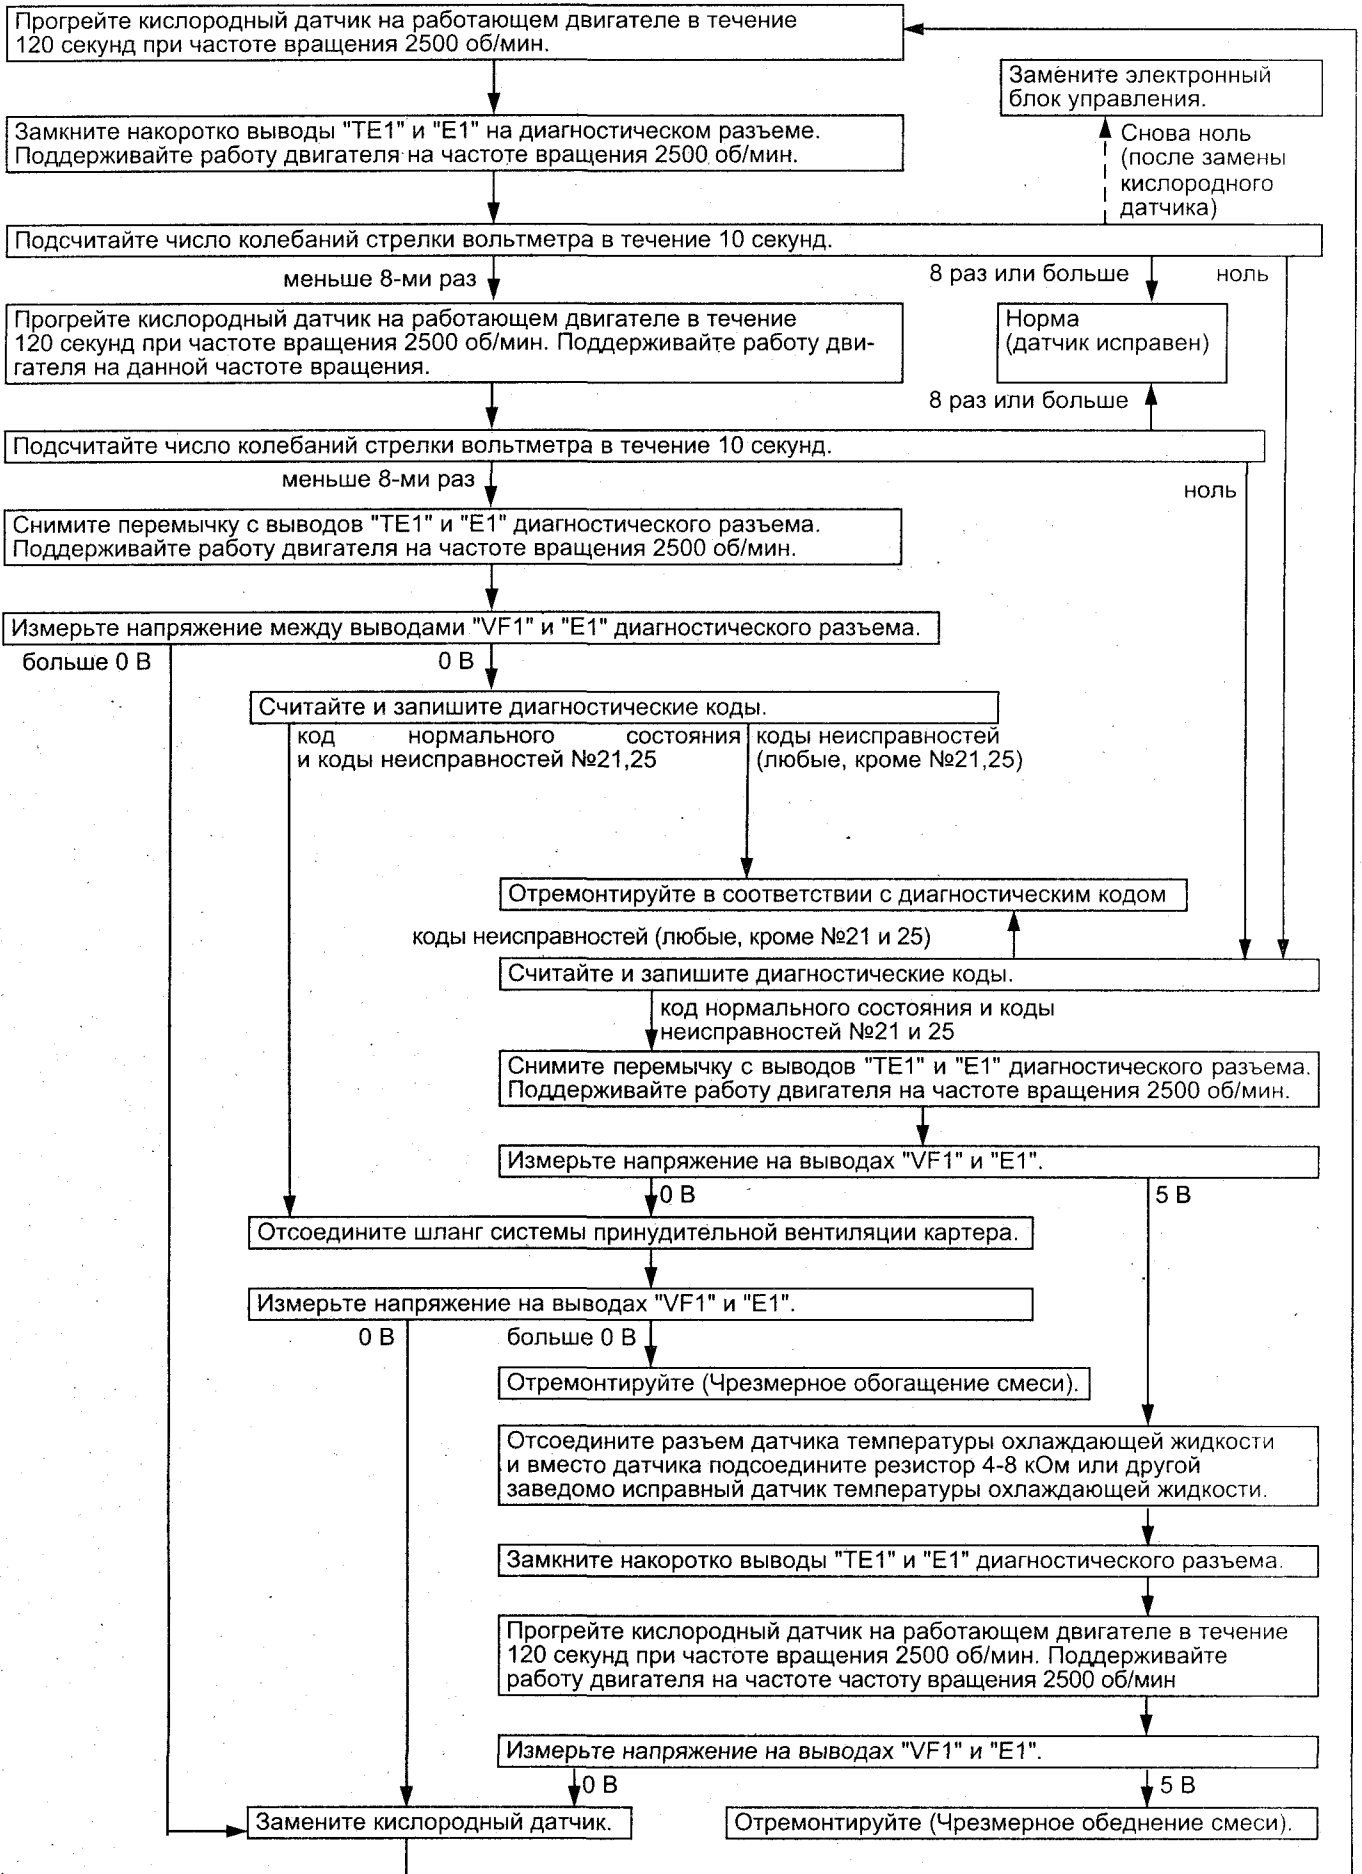 Прогрейте кислородный датчик на работающем двигателе в течение
120 секунд при частоте вращения 2500 об/мин.
Замените электронный
блок управления.
Замкните накоротко выводы "TE1" и "E1" на диагностическом разъеме.
Поддерживайте работу двигателя на частоте вращения 2500 об/мин.
Снова ноль
(после замены
кислородного
датчика)
Подсчитайте число колебаний стрелки вольтметра в течение 10 секунд.
меньше 8-ми раз
8 раз или больше
ноль
Прогрейте кислородный датчик на работающем двигателе в течение
120 секунд при частоте вращения 2500 об/мин. Поддерживайте работу дви-
гателя на данной частоте вращения.
Норма
(датчик исправен)
8 раз или больше
Подсчитайте число колебаний стрелки вольтметра в течение 10 секунд.
меньше 8-ми раз
ноль
Снимите перемычку с выводов "TE1" и "E1" диагностического разъема.
Поддерживайте работу двигателя на частоте вращения 2500 об/мин.
Измерьте напряжение между выводами "VF1" и "E1" диагностического разъема.
больше 0 В
0 В
Считайте и запишите диагностические коды.
код нормального состояния
и коды неисправностей №21,25
коды неисправностей
(любые, кроме №21,25)
Отремонтируйте в соответствии с диагностическим кодом
коды неисправностей (любые, кроме №21 и 25)
Считайте и запишите диагностические коды.
код нормального состояния и коды
неисправностей №21 и 25
Снимите перемычку с выводов "TE1" и "E1" диагностического разъема.
Поддерживайте работу двигателя на частоте вращения 2500 об/мин.
Измерьте напряжение на выводах "VF1" и "E1".
0 В
5 В
Отсоедините шланг системы принудительной вентиляции картера.
Измерьте напряжение на выводах "VF1" и "E1".
0 В
больше 0 В
Отремонтируйте (Чрезмерное обогащение смеси).
Отсоедините разъем датчика температуры охлаждающей жидкости
и вместо датчика подсоедините резистор 4-8 кОм или другой
заведомо исправный датчик температуры охлаждающей жидкости.
Замкните накоротко выводы "TE1" и "E1" диагностического разъема.
Прогрейте кислородный датчик на работающем двигателе в течение
120 секунд при частоте вращения 2500 об/мин. Поддерживайте
работу двигателя на частоте частоту вращения 2500 об/мин
Измерьте напряжение на выводах "VF1" и "E1".
0 В
5 В
Замените кислородный датчик.
Отремонтируйте (Чрезмерное обеднение смеси).